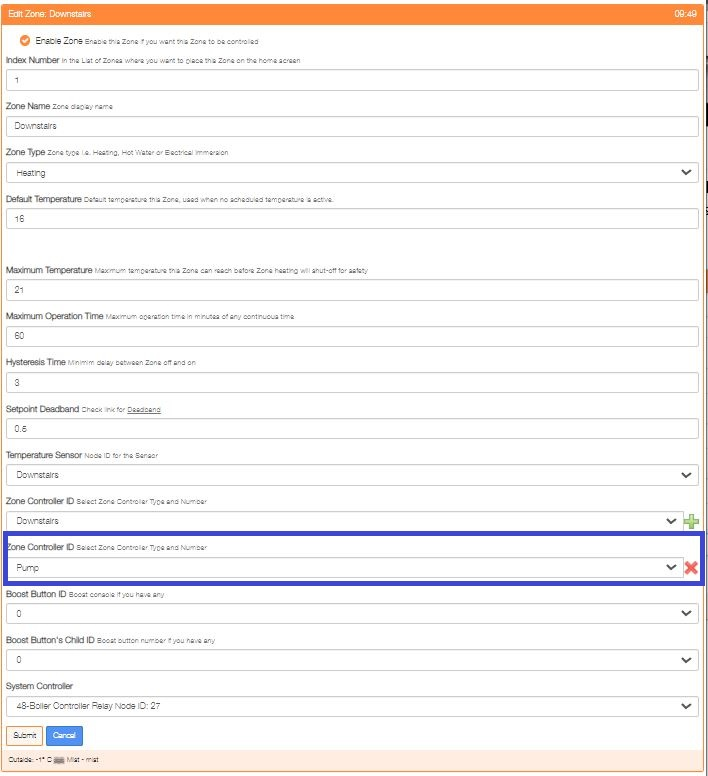 Edit Zone: Downstairs 09:49
Enable Zone Enable this Zone if you want this Zone to be controlled
Index Number In the List of Zones where you want to place this Zone on the home screen
1
Zone Name Zone display name
Downstairs
Zone Type Zone type i.e. Heating, Hot Water or Electrical Immersion
Heating
Default Temperature Default temperature this Zone, used when no scheduled temperature is active.
16
Maximum Temperature Maximum temperature this Zone can reach before Zone heating will shut-off for safety
21
Maximum Operation Time Maximum operation time in minutes of any continuous time
60
Hysteresis Time Minimim delay between Zone off and on
3
Setpoint Deadband Check link for Deadband
0.5
Temperature Sensor Node ID for the Sensor
Downstairs
Zone Controller ID Select Zone Controller Type and Number
Downstairs
Zone Controller ID Select Zone Controller Type and Number
Pump
Boost Button ID Boost console if you have any
0
Boost Button's Child ID Boost button number if you have any
0
System Controller
48-Boiler Controller Relay Node ID: 27
Submit Cancel
Outside: -1° C Mist - mist